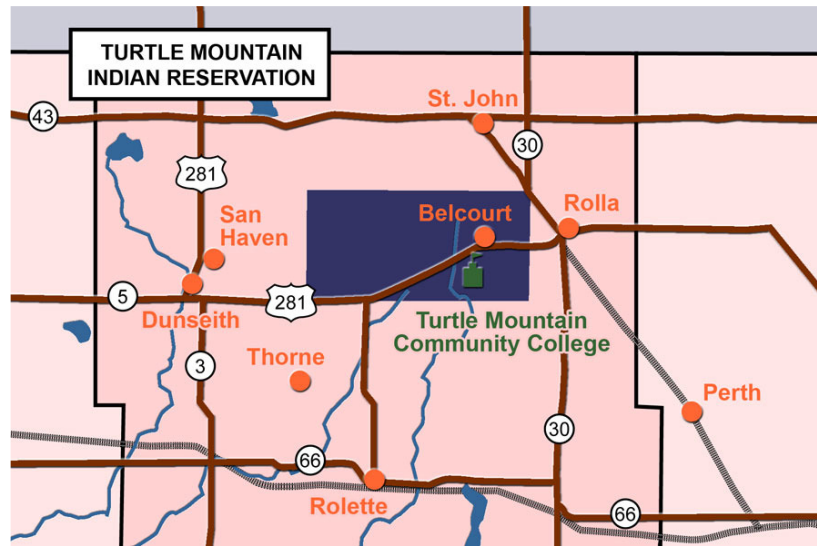 TURTLE MOUNTAIN
INDIAN RESERVATION
St. John
43
30
281
San
Haven
Belcourt
Rolla
5
281
Dunseith
Turtle Mountain
Community College
Thorne
3
Perth
30
66
Rolette
66